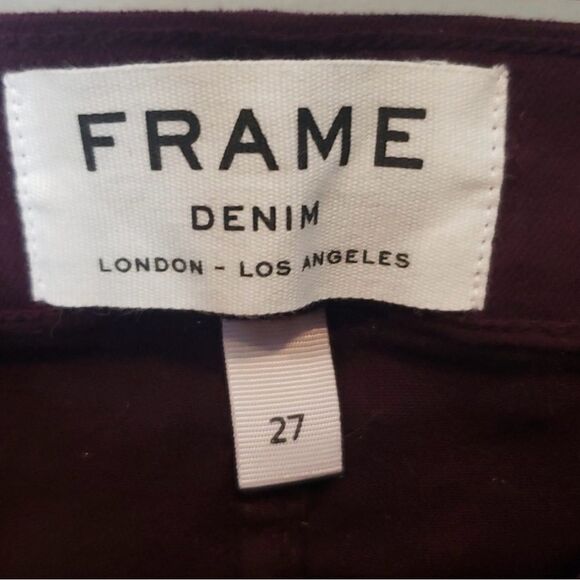 FRAME
DENIM
LONDON - LOS ANGELES
27